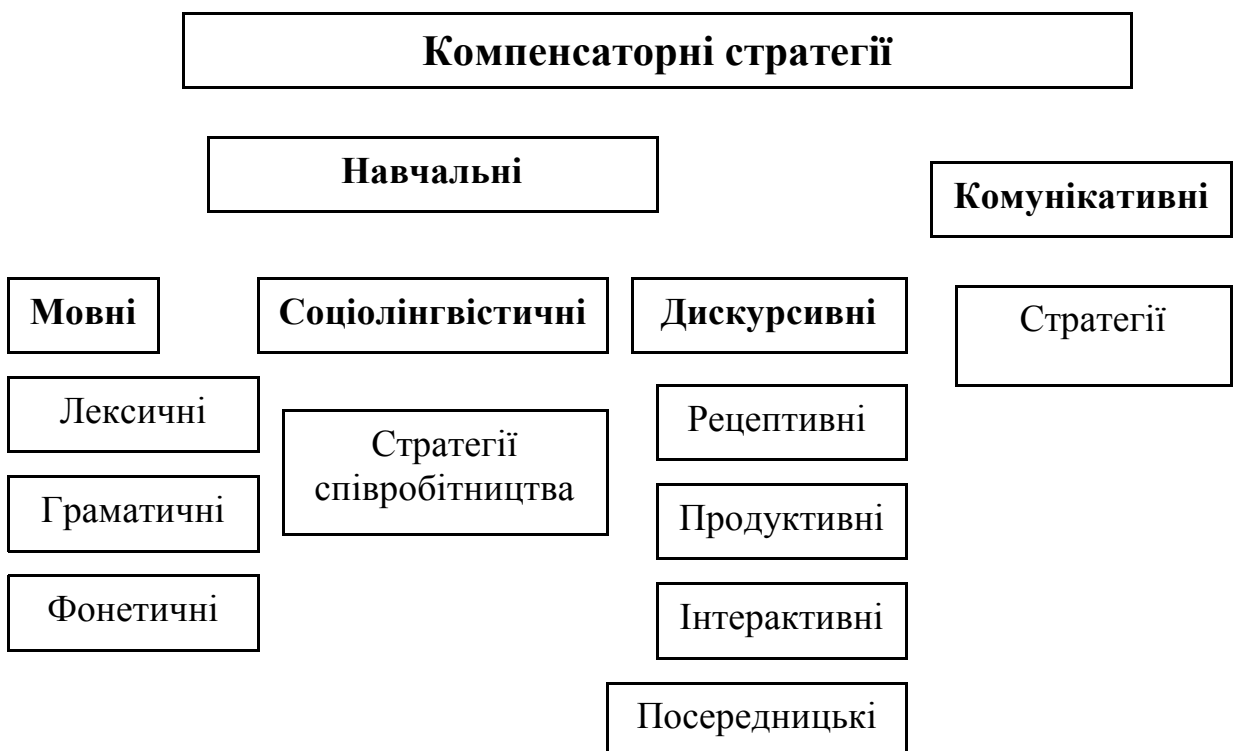 Компенсаторні стратегії
Навчальні
Комунікативні
Мовні
Соціолінгвістичні
Дискурсивні
Стратегії
Лексичні
Граматичні
Фонетичні
Стратегії
співробітництва
Рецептивні
Продуктивні
Інтерактивні
Посередницькі